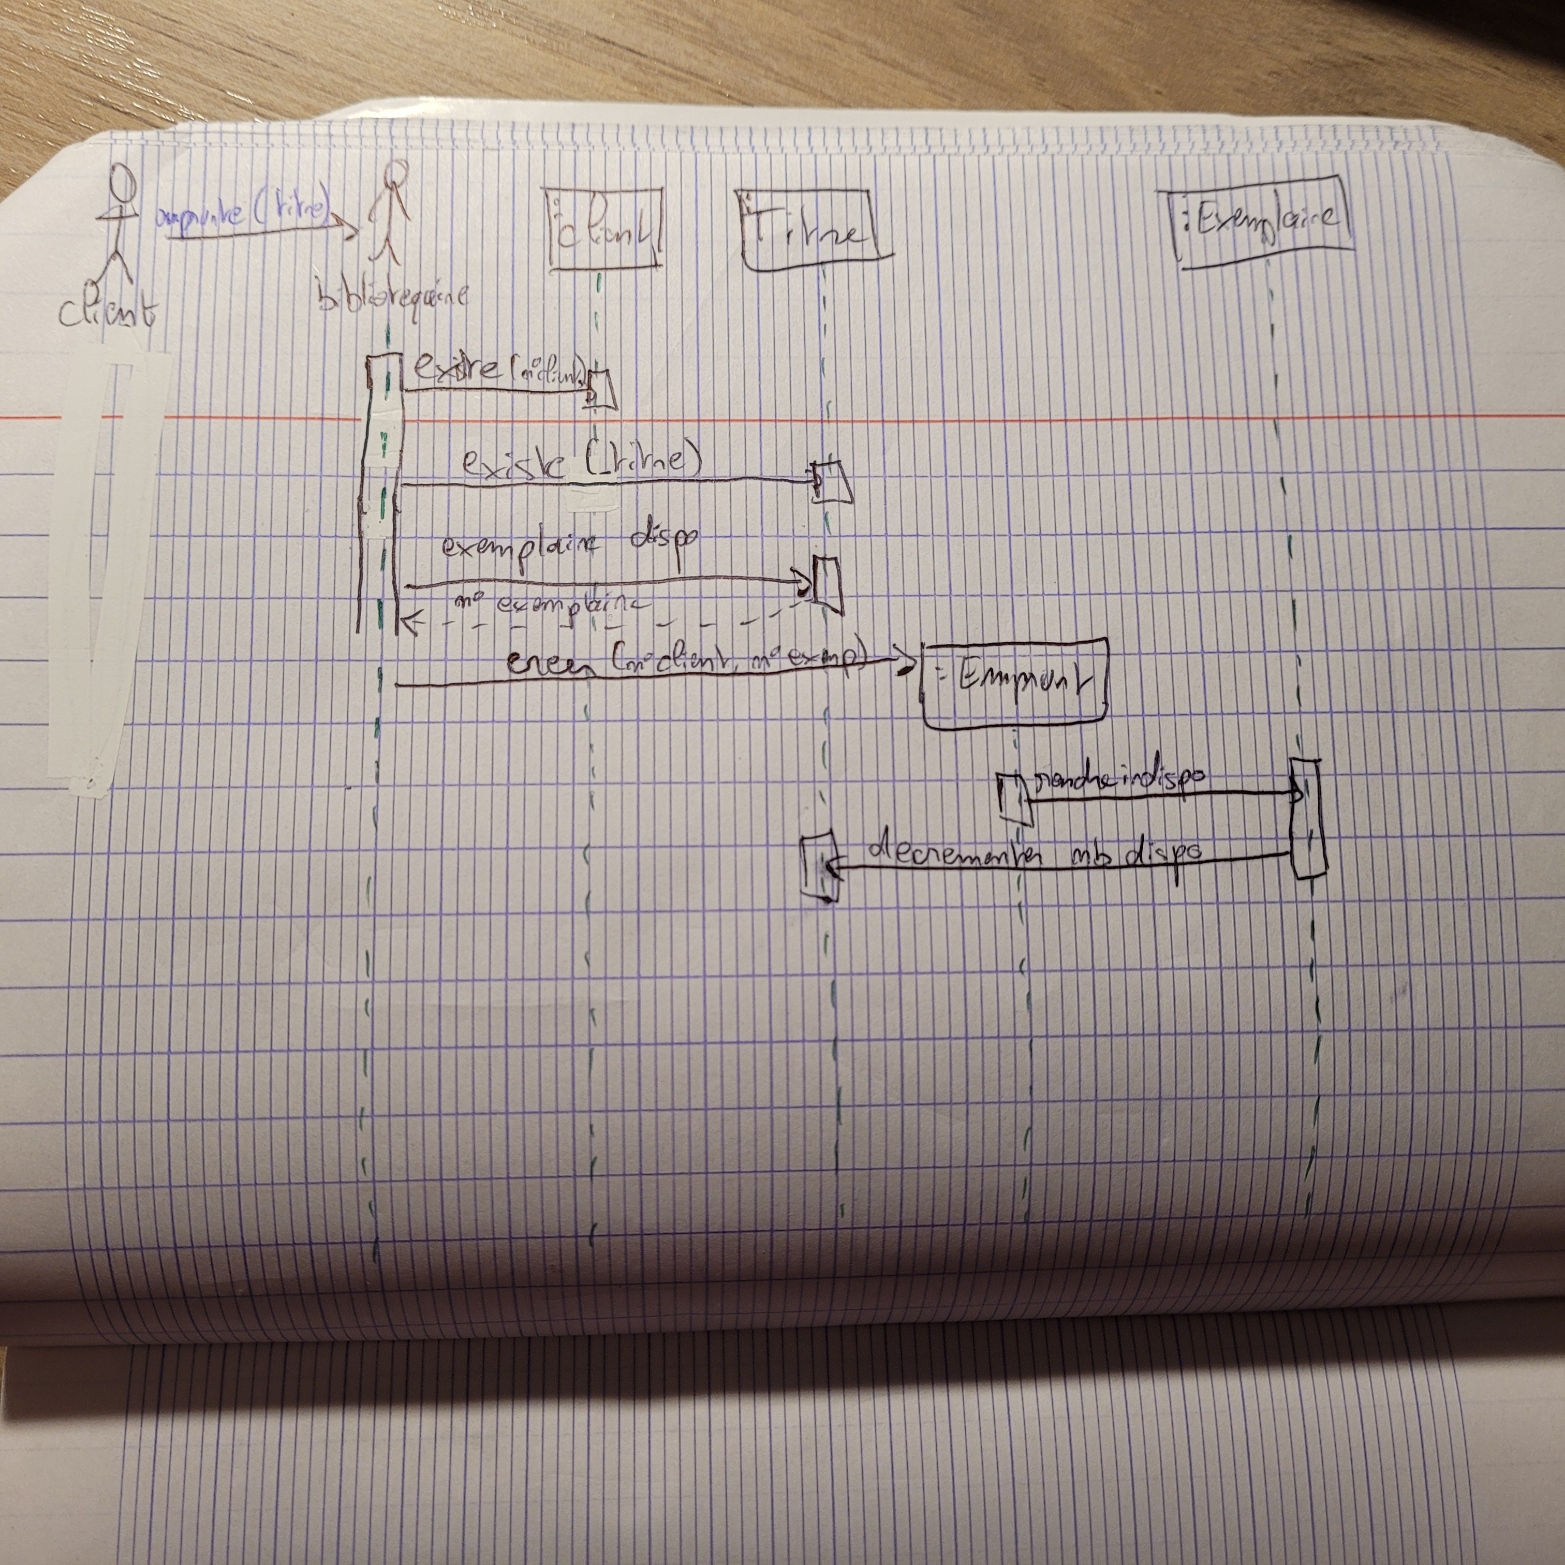 emprunte (titre)
client
bibliotequaire
:client
:Titre
:Exemplaire
existe (n°client)
existe (titre)
exemplaire dispo
n° exemplaire
creer (n°client, n° exemp)
:Emprunt
rendre indispo
decrementer nb dispo